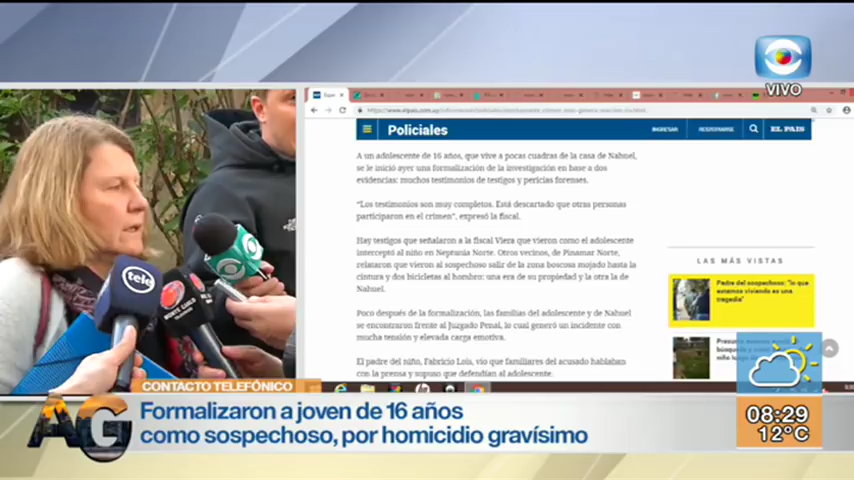 VIVO
Policiales
INGRESAR
REGISTRARSE
EL PAIS
A un adolescente de 16 años, que vive a pocas cuadras de la casa de Nahuel,
se le inició ayer una formalización de la investigación en base a dos
evidencias: muchos testimonios de testigos y pericias forenses.
"Los testimonios son muy completos. Está descartado que otras personas
participaron en el crimen", expresó la fiscal.
Hay testigos que señalaron a la fiscal Viera que vieron como el adolescente
interceptó al niño en Neptunia Norte. Otros vecinos, de Pinamar Norte,
relataron que vieron al sospechoso salir de la zona boscosa mojado hasta la
cintura y dos bicicletas al hombro: una era de su propiedad y la otra la de
Nahuel.
Poco después de la formalización, las familias del adolescente y de Nahuel
se encontraron frente al Juzgado Penal, lo cual generó un incidente con
mucha tensión y elevada carga emotiva.
El padre del niño, Fabricio Lois, vio que familiares del acusado hablaban
con la prensa y supuso que defendían al adolescente.
LAS MÁS VISTAS
Padre del sospechoso: "lo que
estamos viviendo es una
tragedia"
tele
MONTE CARLO
CONTACTO TELEFÓNICO
AG
Formalizaron a joven de 16 años
como sospechoso, por homicidio gravísimo
08:29
12°C